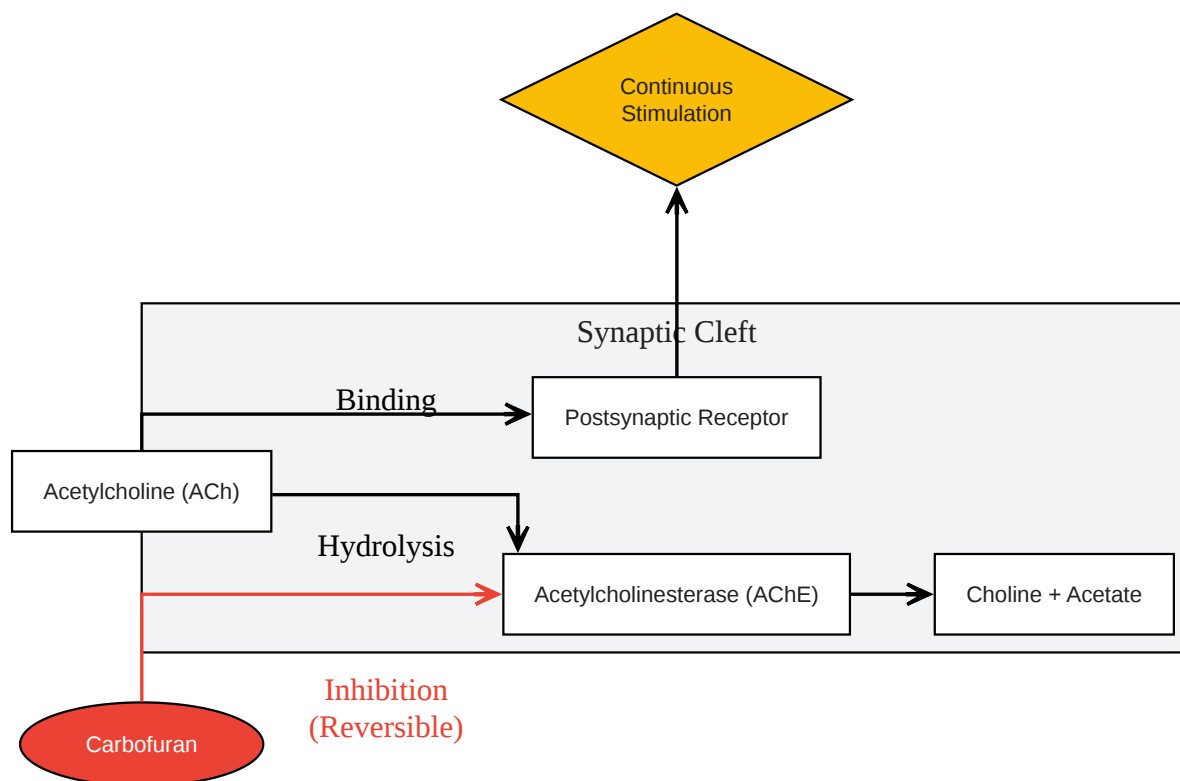 Continuous
Stimulation
Synaptic Cleft
Binding
Postsynaptic Receptor
Acetylcholine (ACh)
Hydrolysis
Acetylcholinesterase (AChE)
Choline + Acetate
Inhibition
(Reversible)
Carbofuran